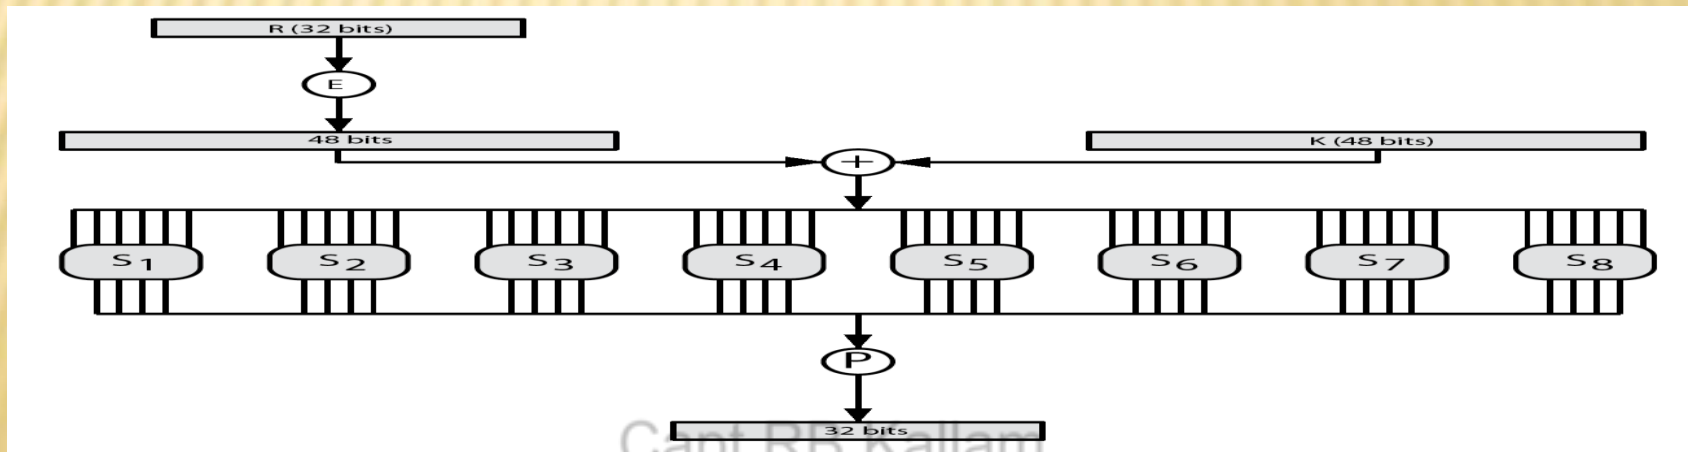 R (32 bits)
E
48 bits
K (48 bits)
+
S1 S2 S3 S4 S5 S6 S7 S8
P
32 bits
Capt RB Kallam